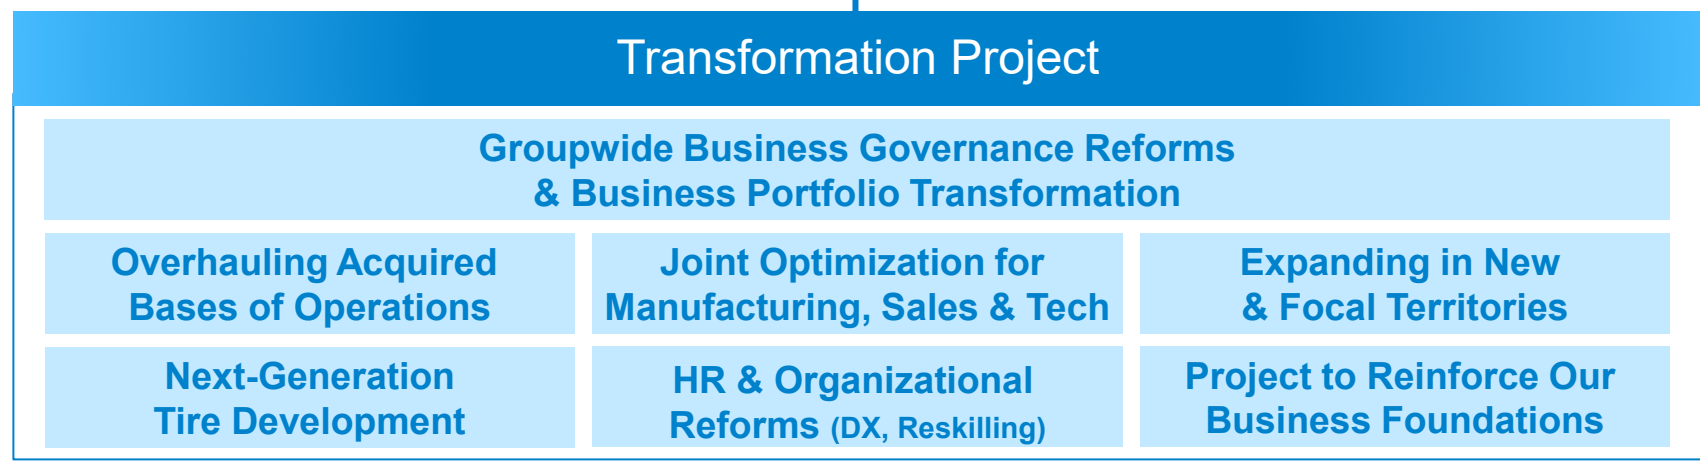 Transformation Project
Groupwide Business Governance Reforms
& Business Portfolio Transformation
Overhauling Acquired
Bases of Operations
Joint Optimization for
Manufacturing, Sales & Tech
Expanding in New
& Focal Territories
Next-Generation
Tire Development
HR & Organizational
Reforms (DX, Reskilling)
Project to Reinforce Our
Business Foundations